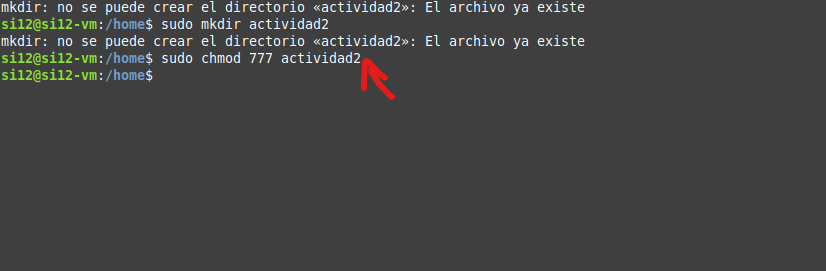 mkdir: no se puede crear el directorio «actividad2»: El archivo ya existe
si12@si12-vm:/home$ sudo mkdir actividad2
mkdir: no se puede crear el directorio «actividad2»: El archivo ya existe
si12@si12-vm:/home$ sudo chmod 777 actividad2
si12@si12-vm:/home$